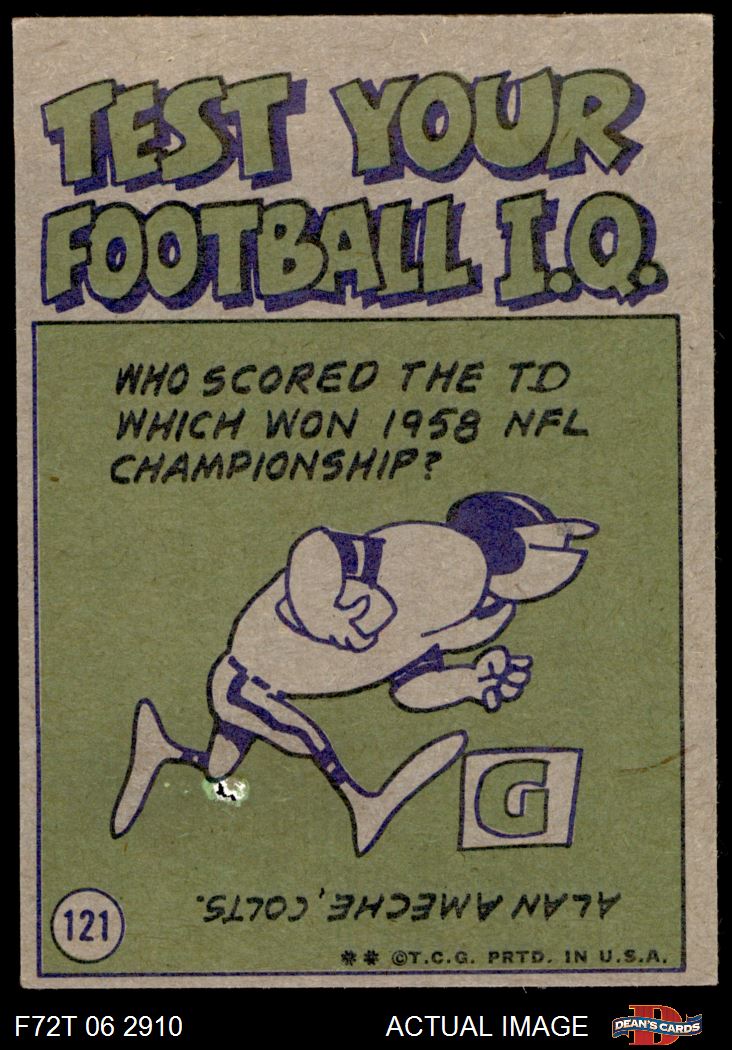 TEST YOUR
FOOTBALL I.Q.
WHO SCORED THE TD
WHICH WON 1958 NFL
CHAMPIONSHIP?
G
ALAN AMECHE, COLTS.
121
** ©T.C.G. PRTD. IN U.S.A.
F72T 06 2910
ACTUAL IMAGE
D
DEAN'S CARDS